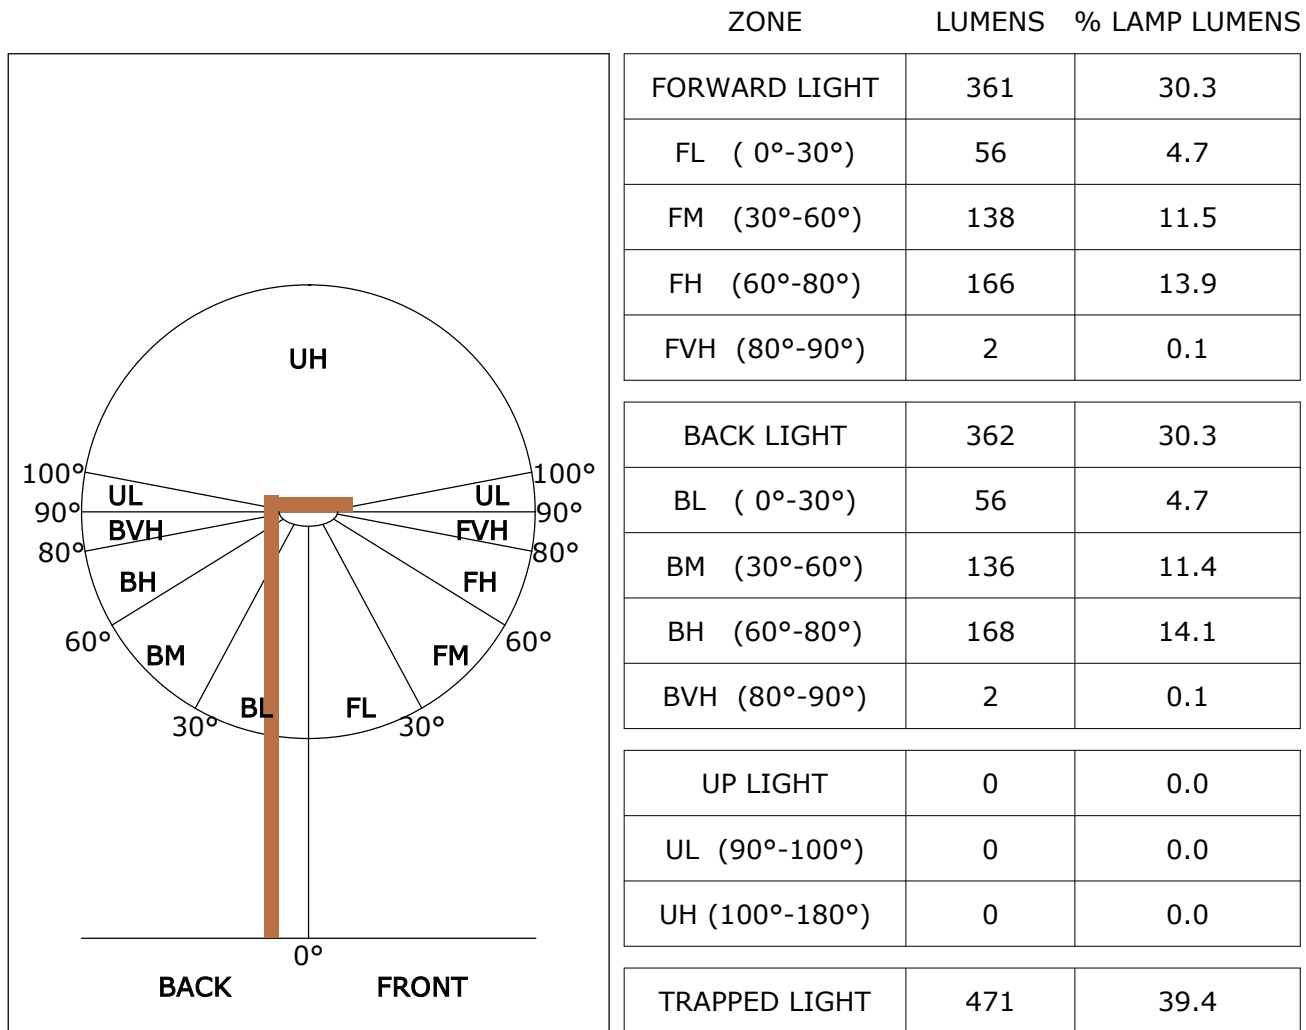 ZONE LUMENS % LAMP LUMENS
FORWARD LIGHT 361 30.3
FL ( 0°-30°) 56 4.7
FM (30°-60°) 138 11.5
FH (60°-80°) 166 13.9
FVH (80°-90°) 2 0.1
BACK LIGHT 362 30.3
BL ( 0°-30°) 56 4.7
BM (30°-60°) 136 11.4
BH (60°-80°) 168 14.1
BVH (80°-90°) 2 0.1
UP LIGHT 0 0.0
UL (90°-100°) 0 0.0
UH (100°-180°) 0 0.0
TRAPPED LIGHT 471 39.4
UH
100° 100°
UL UL
90° 90°
BVH FVH
80° 80°
BH FH
60° 60°
BM FM
BL FL
30° 30°
0°
BACK FRONT